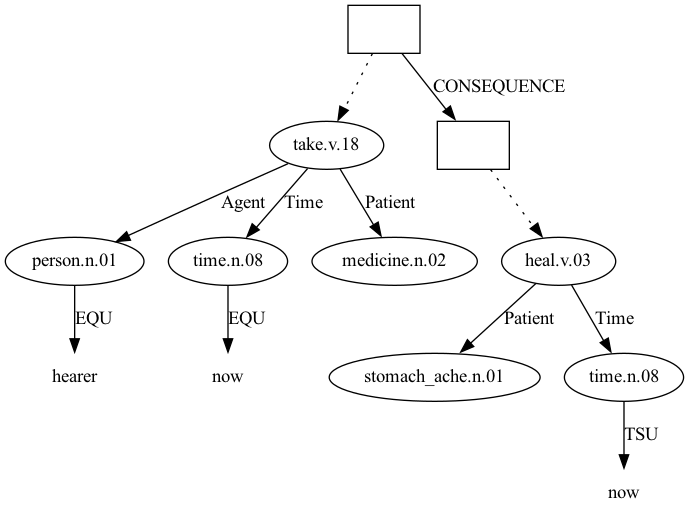 CONSEQUENCE
take.v.18
Agent
Time
Patient
person.n.01
time.n.08
medicine.n.02
heal.v.03
EQU
EQU
Patient
Time
hearer
now
stomach_ache.n.01
time.n.08
TSU
now